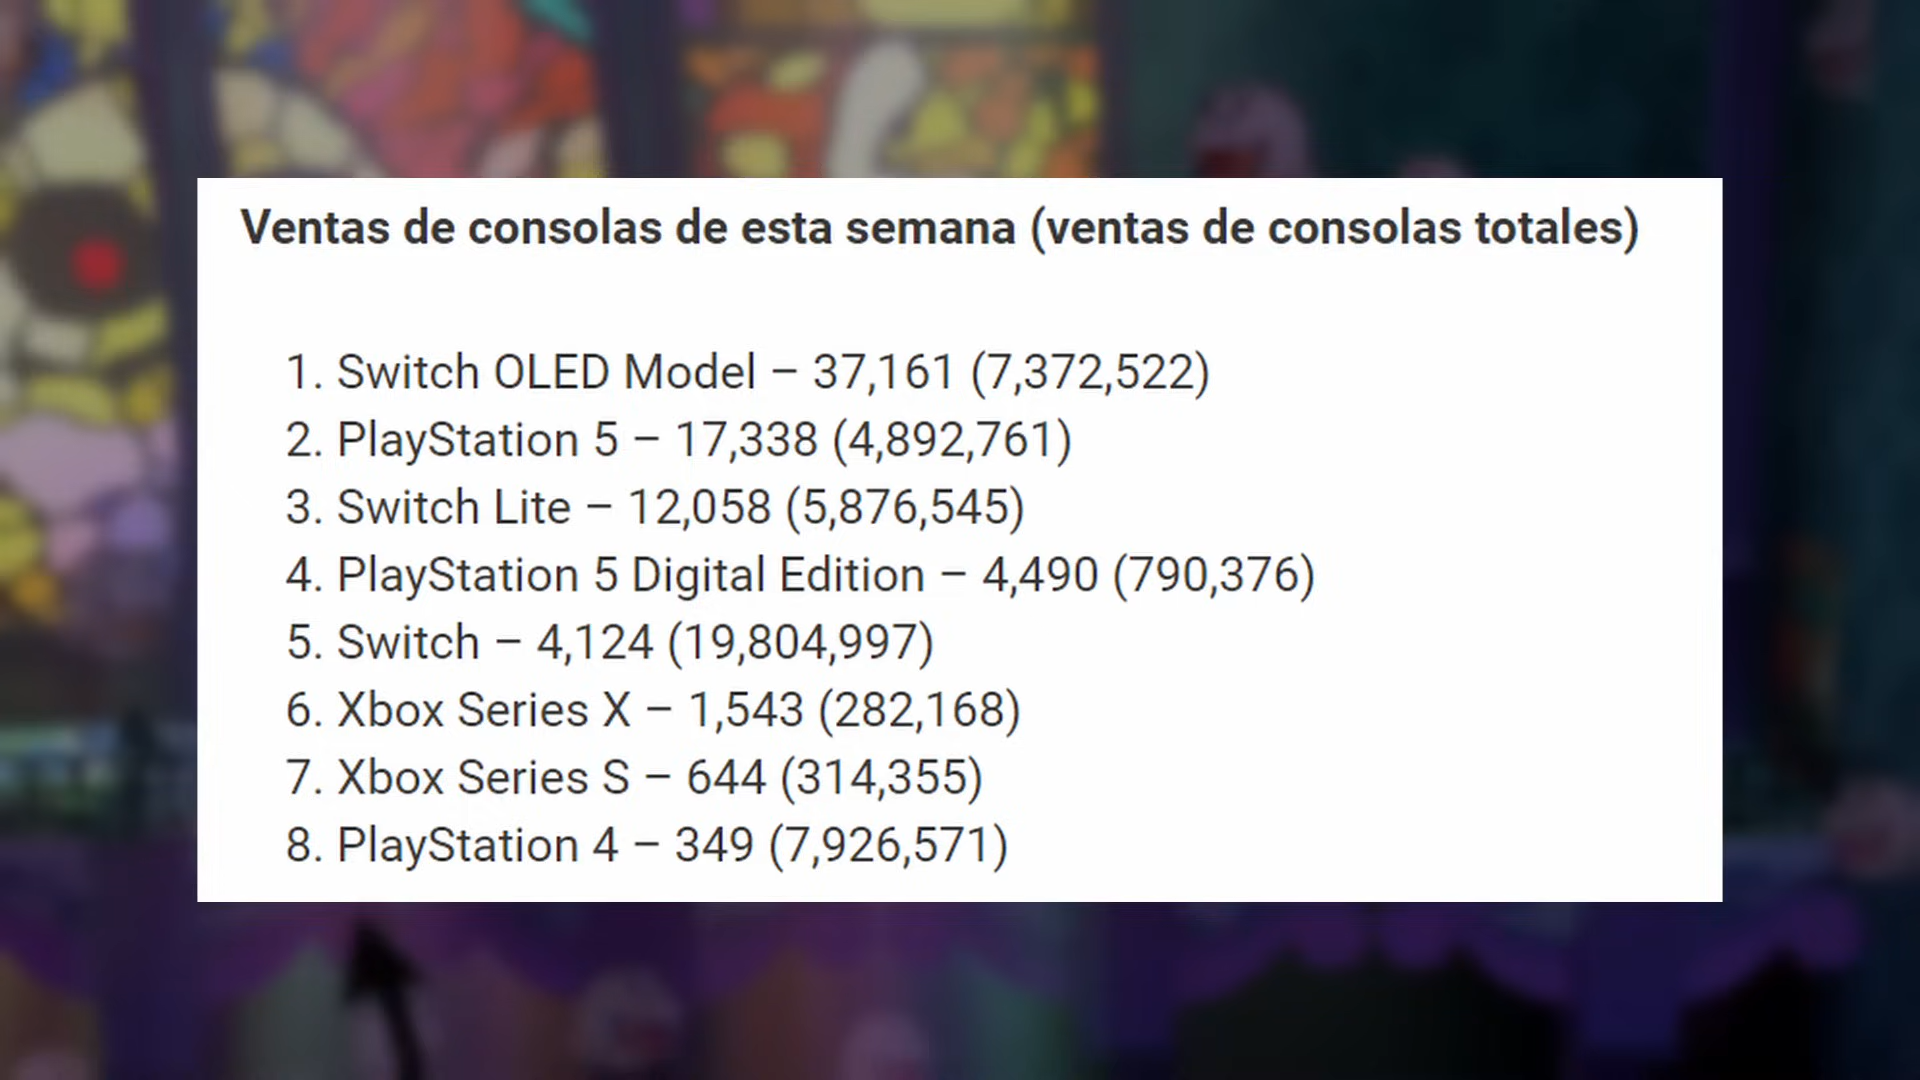 Ventas de consolas de esta semana (ventas de consolas totales)
1. Switch OLED Model – 37,161 (7,372,522)
2. PlayStation 5 – 17,338 (4,892,761)
3. Switch Lite – 12,058 (5,876,545)
4. PlayStation 5 Digital Edition – 4,490 (790,376)
5. Switch – 4,124 (19,804,997)
6. Xbox Series X – 1,543 (282,168)
7. Xbox Series S – 644 (314,355)
8. PlayStation 4 – 349 (7,926,571)